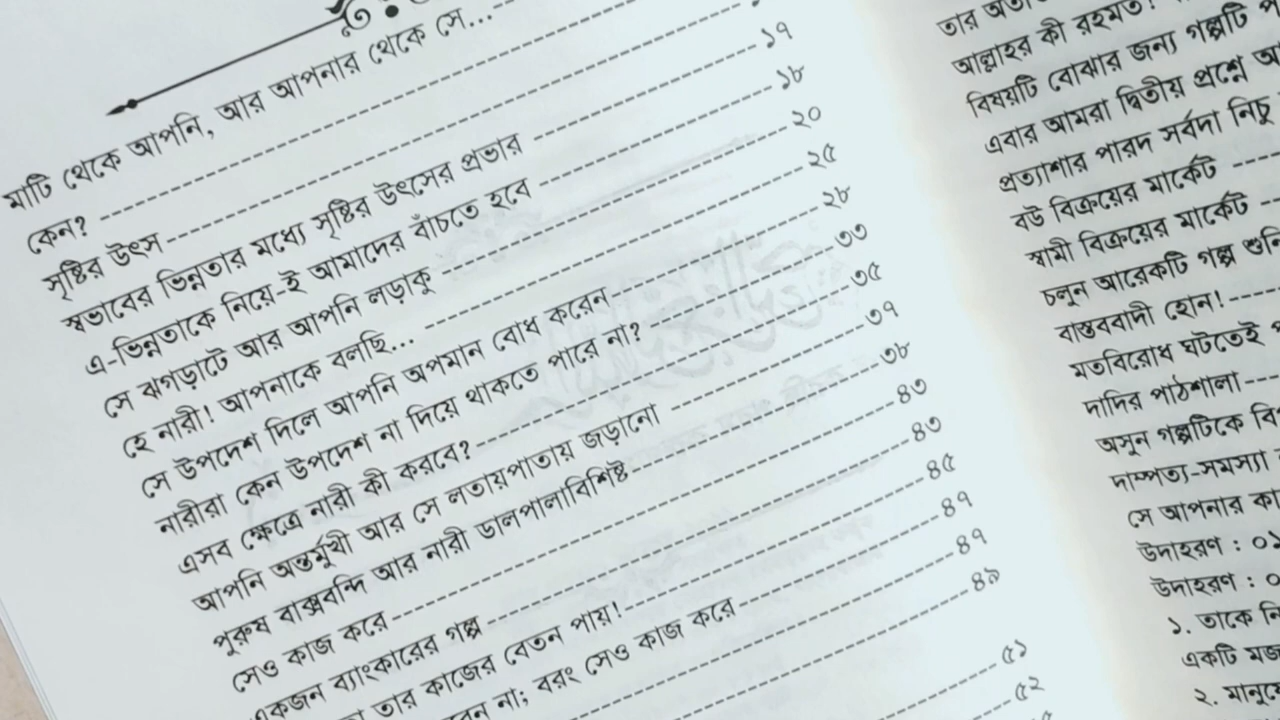 মাটি থেকে আপনি, আর আপনার থেকে সে...
কেন? ১৭
সৃষ্টির উৎস ১৮
স্বভাবের ভিন্নতার মধ্যে সৃষ্টির উৎসের প্রভার ২০
এ-ভিন্নতাকে নিয়ে-ই আমাদের বাঁচতে হবে ২৫
সে ঝগড়াটে আর আপনি লড়াকু ২৮
হে নারী! আপনাকে বলছি... ৩৩
সে উপদেশ দিলে আপনি অপমান বোধ করেন ৩৫
নারীরা কেন উপদেশ না দিয়ে থাকতে পারে না? ৩৭
এসব ক্ষেত্রে নারী কী করবে? ৩৮
আপনি অন্তর্মুখী আর সে লতায়পাতায় জড়ানো ৪৩
পুরুষ বাক্সবন্দি আর নারী ডালপালাবিশিষ্ট ৪৩
সেও কাজ করে ৪৫
একজন ব্যাংকারের গল্প ৪৭
তার কাজের বেতন পায়! ৪৭
না; বরং সেও কাজ করে ৪৯
৫১
৫২
তার
আল্লাহর কী রহমত!
বিষয়টি বোঝার জন্য গল্পটি
এবার আমরা দ্বিতীয় প্রশ্নে
প্রত্যাশার পারদ সর্বদা নিচু
বউ বিক্রয়ের মার্কেট
স্বামী বিক্রয়ের মার্কেট
চলুন আরেকটি গল্প
বাস্তববাদী হোন!
মতবিরোধ ঘটতেই
দাদির পাঠশালা
অসুন গল্পটিকে
দাম্পত্য-সমস্যা
সে আপনার
উদাহরণ : ০১
উদাহরণ : ০
১. তাকে
একটি
২.